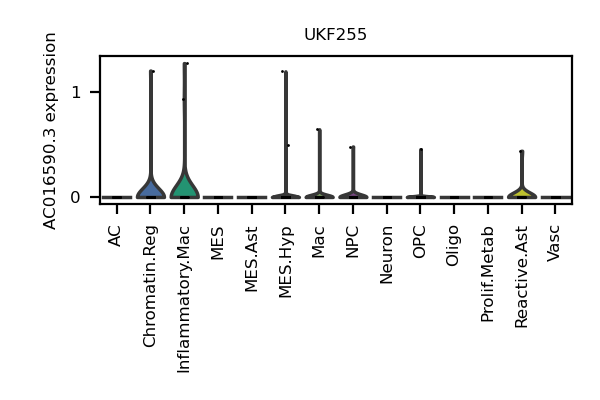 UKF255
AC016590.3 expression
1
0
AC
Chromatin.Reg
Inflammatory.Mac
MES
MES.Ast
MES.Hyp
Mac
NPC
Neuron
OPC
Oligo
Prolif.Metab
Reactive.Ast
Vasc